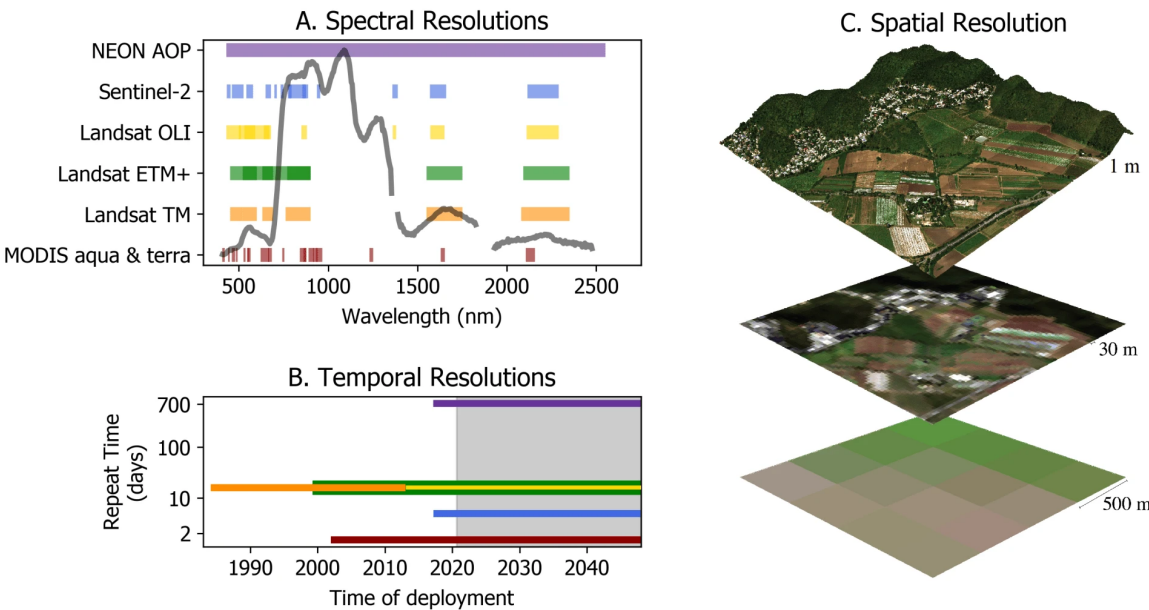 A. Spectral Resolutions
NEON AOP
Sentinel-2
Landsat OLI
Landsat ETM+
Landsat TM
MODIS aqua & terra
500 1000 1500 2000 2500
Wavelength (nm)
B. Temporal Resolutions
Repeat Time
(days)
700
100
10
2
1990 2000 2010 2020 2030 2040
Time of deployment
C. Spatial Resolution
1 m
30 m
500 m